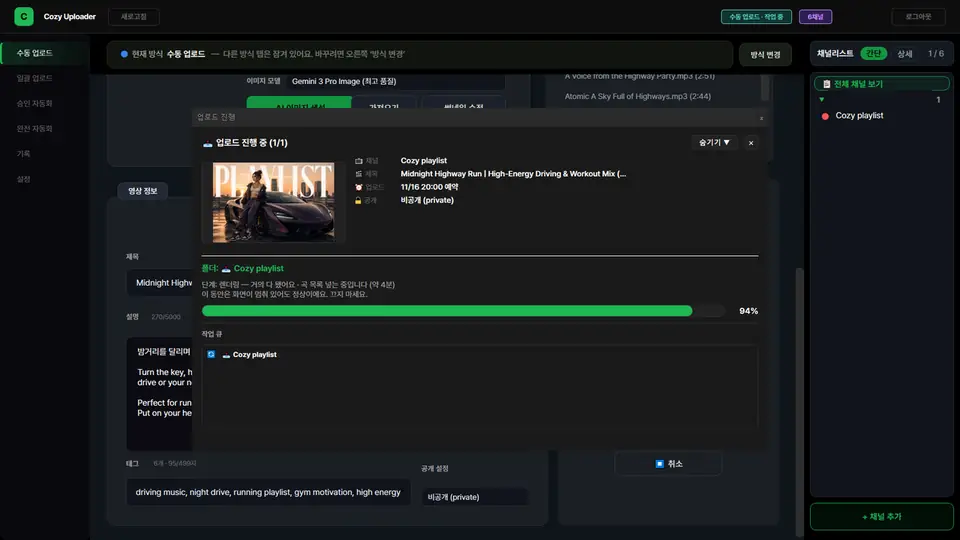 C Cozy Uploader
새로고침
수동 업로드 · 작업 중
6채널
로그아웃
수동 업로드
일괄 업로드
승인 자동화
완전 자동화
기록
설정
현재 방식 수동 업로드 — 다른 방식 탭은 잠겨 있어요. 바꾸려면 오른쪽 '방식 변경'
방식 변경
채널리스트 간단 상세 1 / 6
전체 채널 보기
1
Cozy playlist
+ 채널 추가
이미지 모델 Gemini 3 Pro Image (최고 품질)
A Voice from the Highway Party.mp3 (2:51)
Atomic A Sky Full of Highways.mp3 (2:44)
업로드 진행
업로드 진행 중 (1/1)
숨기기 ▼
×
PLAYLIST
채널 Cozy playlist
제목 Midnight Highway Run | High-Energy Driving & Workout Mix (...
업로드 11/16 20:00 예약
공개 비공개 (private)
폴더: Cozy playlist
단계: 렌더링 — 거의 다 됐어요 · 곡 목록 넣는 중입니다 (약 4분)
이 동안은 화면이 멈춰 있어도 정상이에요. 끄지 마세요.
94%
작업 큐
Cozy playlist
영상 정보
제목
Midnight Highw
설명 270/5000
밤거리를 달리며
Turn the key, h
drive or your n
Perfect for run
Put on your he
태그 6개 · 95/499자
driving music, night drive, running playlist, gym motivation, high energy
공개 설정
비공개 (private)
취소